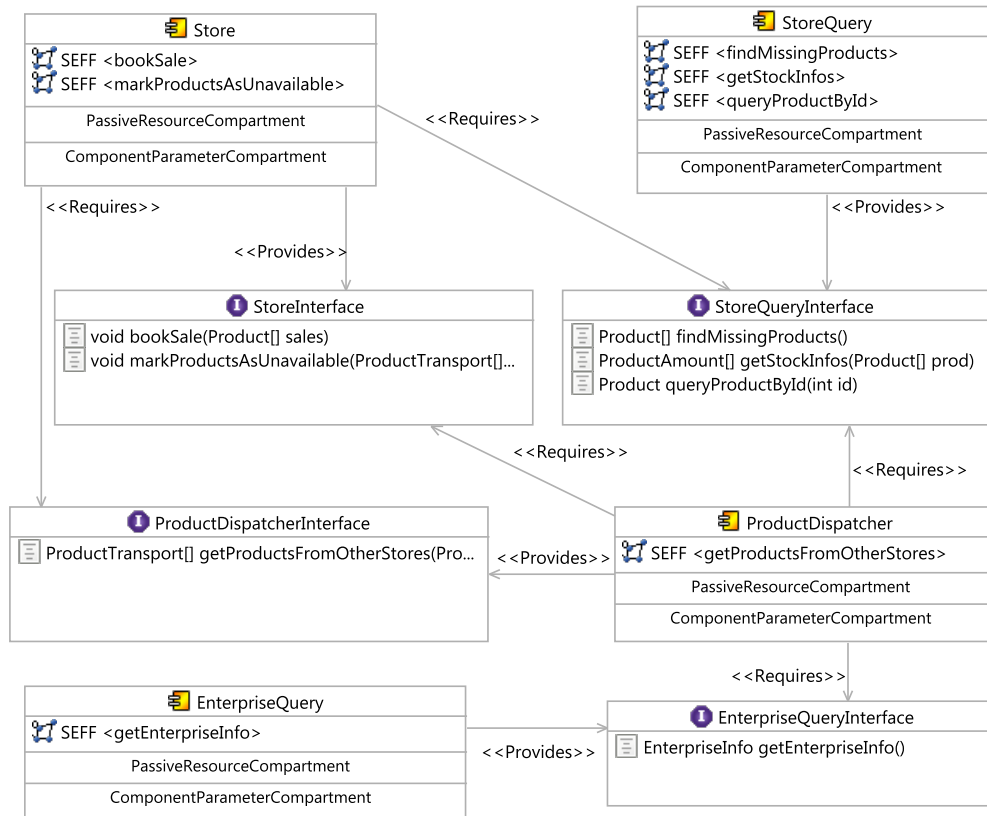 Store
SEFF <bookSale>
SEFF <markProductsAsUnavailable>
PassiveResourceCompartment
ComponentParameterCompartment
StoreQuery
SEFF <findMissingProducts>
SEFF <getStockInfos>
SEFF <queryProductById>
PassiveResourceCompartment
ComponentParameterCompartment
<<Requires>>
<<Requires>>
<<Provides>>
<<Provides>>
I StoreInterface
void bookSale(Product[] sales)
void markProductsAsUnavailable(ProductTransport[]...
I StoreQueryInterface
Product[] findMissingProducts()
ProductAmount[] getStockInfos(Product[] prod)
Product queryProductById(int id)
<<Requires>>
<<Requires>>
I ProductDispatcherInterface
ProductTransport[] getProductsFromOtherStores(Pro...
<<Provides>>
ProductDispatcher
SEFF <getProductsFromOtherStores>
PassiveResourceCompartment
ComponentParameterCompartment
<<Requires>>
EnterpriseQuery
SEFF <getEnterpriseInfo>
PassiveResourceCompartment
ComponentParameterCompartment
<<Provides>>
I EnterpriseQueryInterface
EnterpriseInfo getEnterpriseInfo()